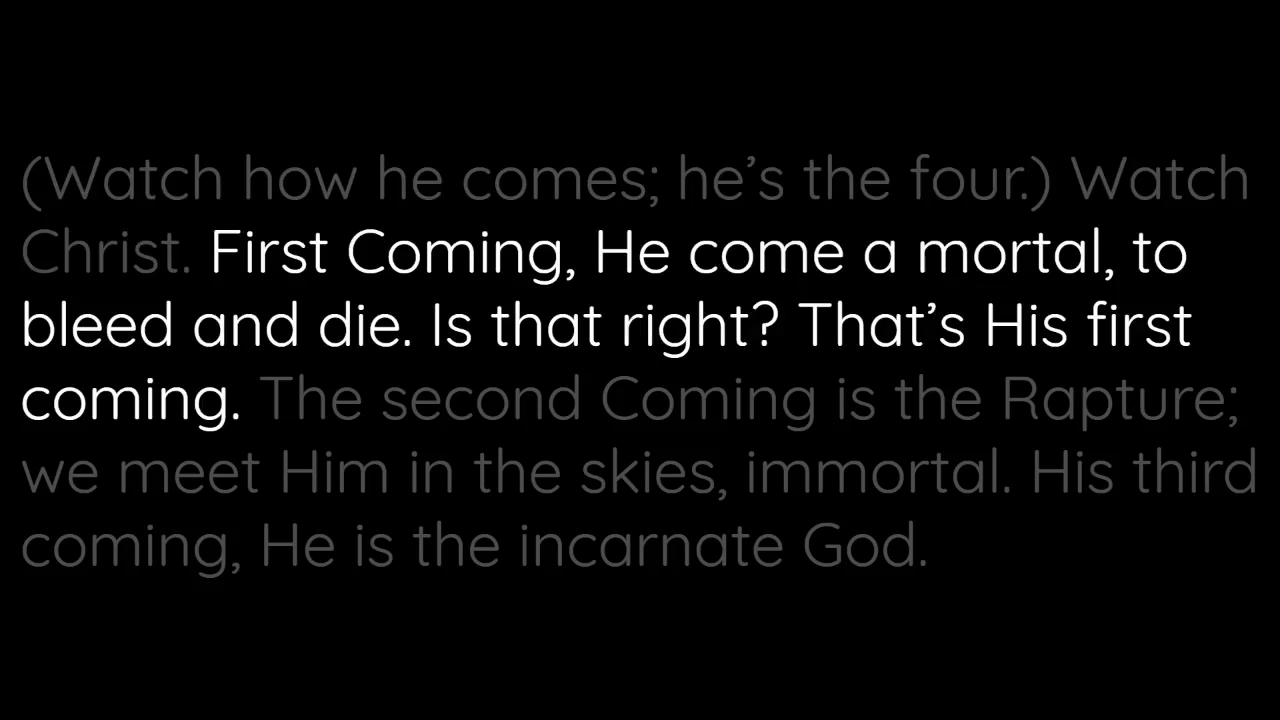 (Watch how he comes; he’s the four.) Watch
Christ. First Coming, He come a mortal, to
bleed and die. Is that right? That’s His first
coming. The second Coming is the Rapture;
we meet Him in the skies, immortal. His third
coming, He is the incarnate God.